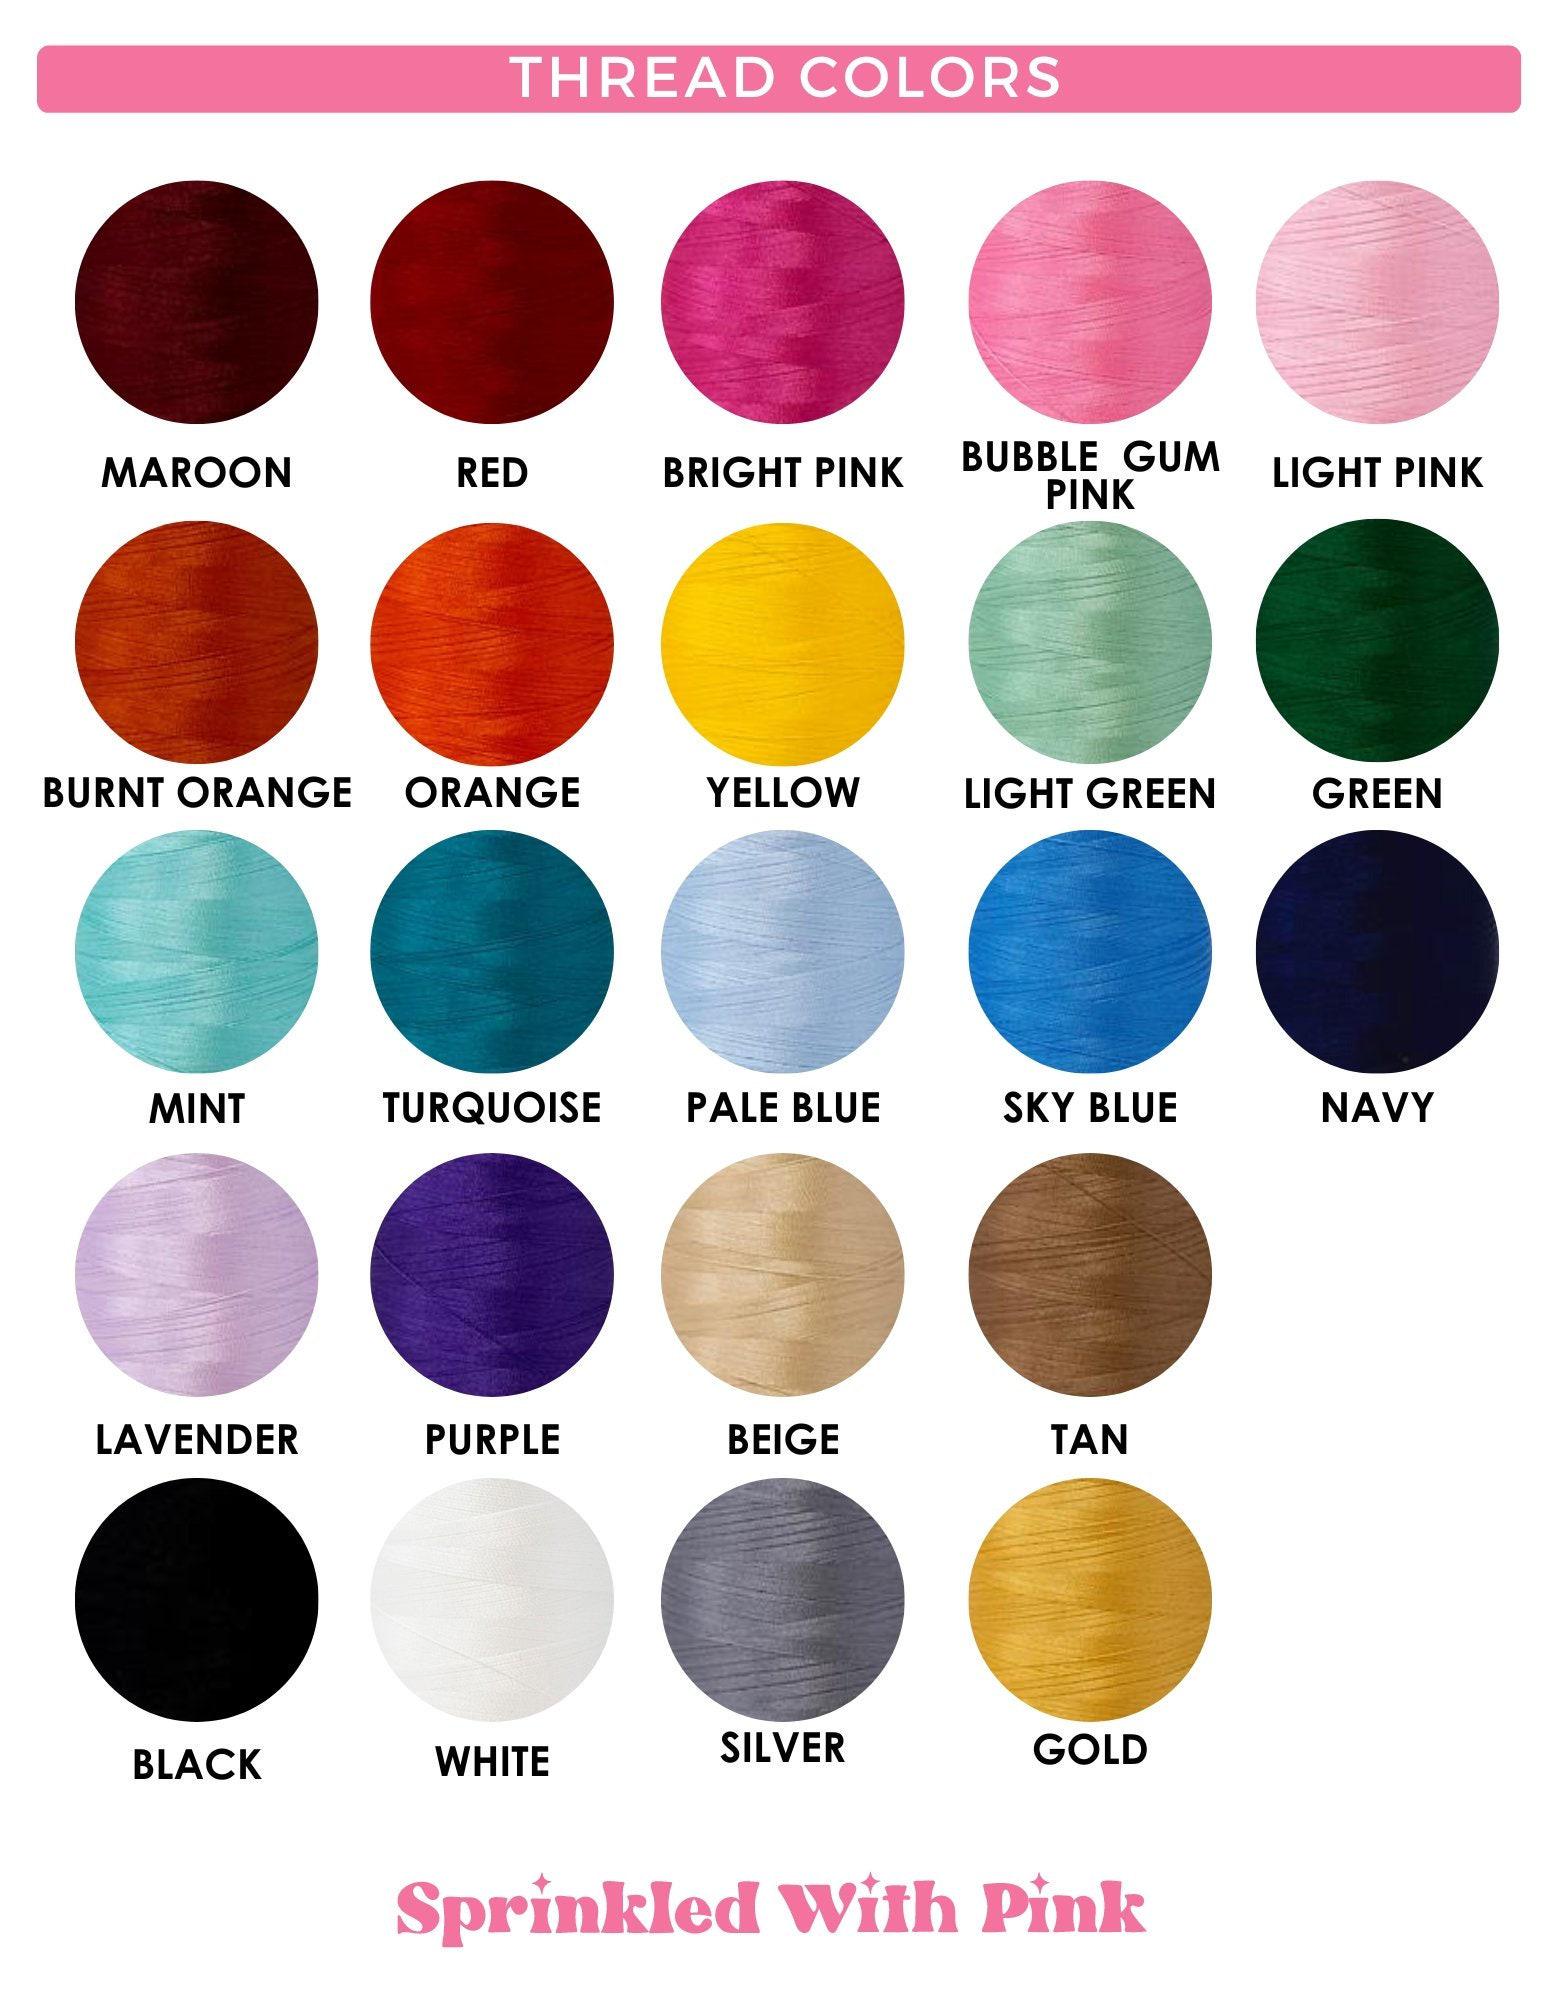 THREAD COLORS
MAROON
RED
BRIGHT PINK
BUBBLE GUM
PINK
LIGHT PINK
BURNT ORANGE
ORANGE
YELLOW
LIGHT GREEN
GREEN
MINT
TURQUOISE
PALE BLUE
SKY BLUE
NAVY
LAVENDER
PURPLE
BEIGE
TAN
BLACK
WHITE
SILVER
GOLD
Sprinkled With Pink